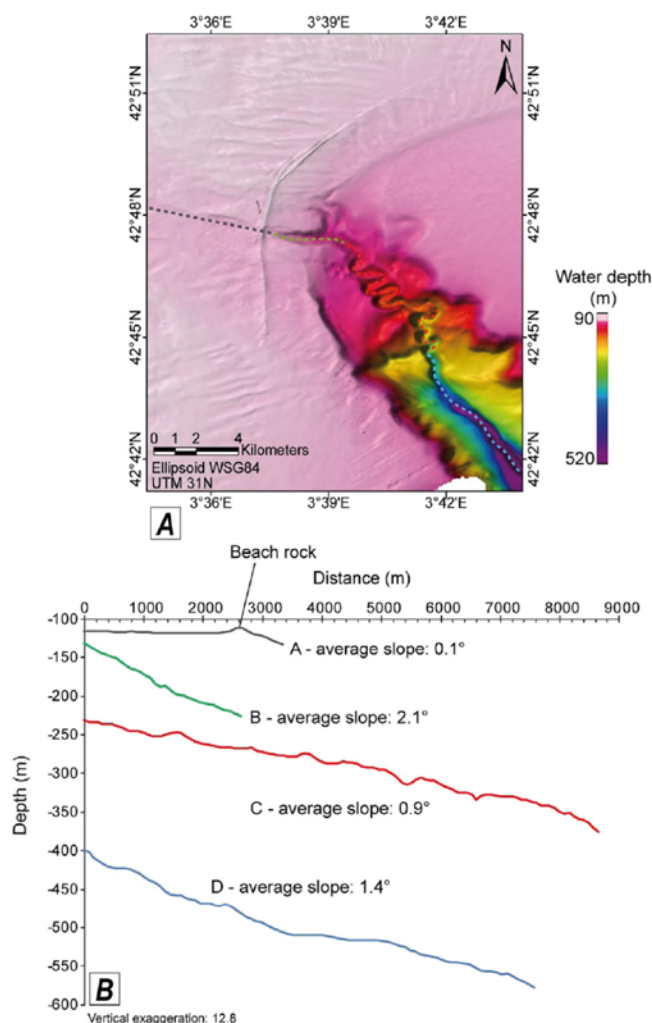 3°36'E 3°39'E 3°42'E
N
42°51'N 42°51'N
42°48'N 42°48'N
42°45'N 42°45'N
42°42'N 42°42'N
Water depth
(m)
90
520
0 1 2 4
Kilometers
Ellipsoid WSG84
UTM 31N
3°36'E 3°39'E 3°42'E
A
Beach rock
Distance (m)
0 1000 2000 3000 4000 5000 6000 7000 8000 9000
-100
A - average slope: 0.1°
-150
-200
B - average slope: 2.1°
-250
-300
-350
C - average slope: 0.9°
-400
-450
D - average slope: 1.4°
-500
-550
-600
Depth (m)
B
Vertical exaggeration: 12.8